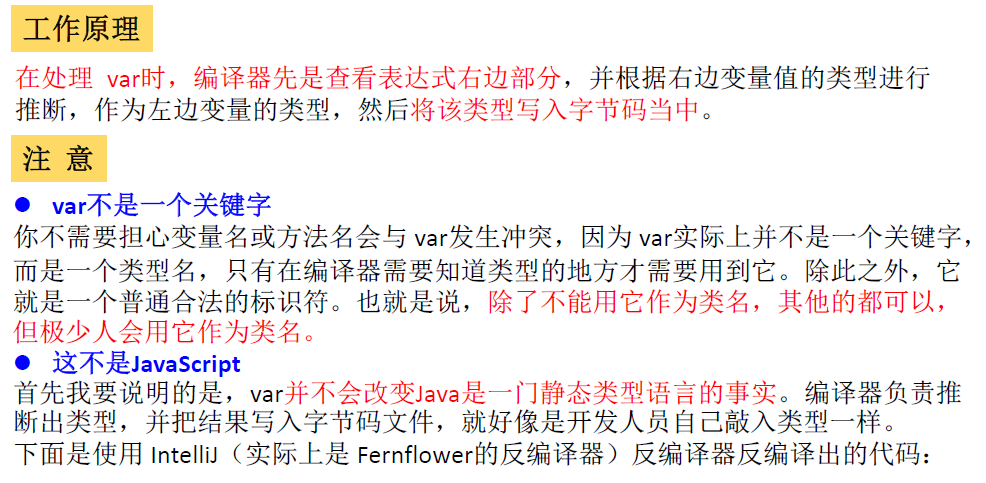 工作原理
在处理 var时，编译器先是查看表达式右边部分，并根据右边变量值的类型进行
推断，作为左边变量的类型，然后将该类型写入字节码当中。
注 意
● var不是一个关键字
你不需要担心变量名或方法名会与 var发生冲突，因为 var实际上并不是一个关键字，
而是一个类型名，只有在编译器需要知道类型的地方才需要用到它。除此之外，它
就是一个普通合法的标识符。也就是说，除了不能用它作为类名，其他的都可以，
但极少人会用它作为类名。
● 这不是JavaScript
首先我要说明的是，var并不会改变Java是一门静态类型语言的事实。编译器负责推
断出类型，并把结果写入字节码文件，就好像是开发人员自己敲入类型一样。
下面是使用 IntelliJ（实际上是 Fernflower的反编译器）反编译器反编译出的代码：